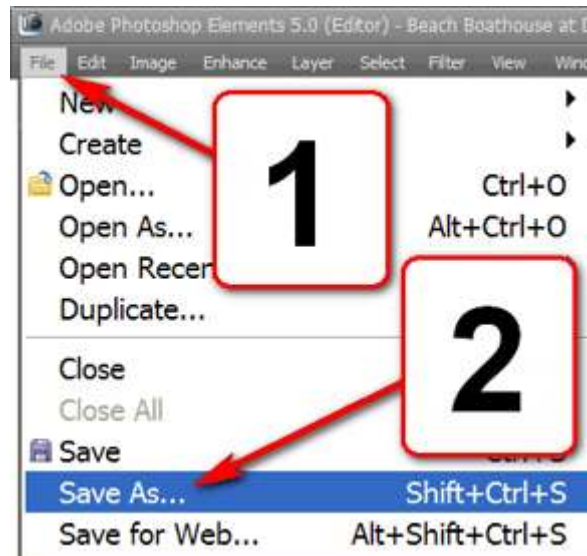 Adobe Photoshop Elements 5.0 (Editor) - Beach Boathouse at
File Edit Image Enhance Layer Select Filter View
New
1
Create
Open... Ctrl+O
Open As... Alt+Ctrl+O
Open
Duplicate...
2
Close
Close All
Save
Save As... Shift+Ctrl+S
Save for Web... Alt+Shift+Ctrl+S